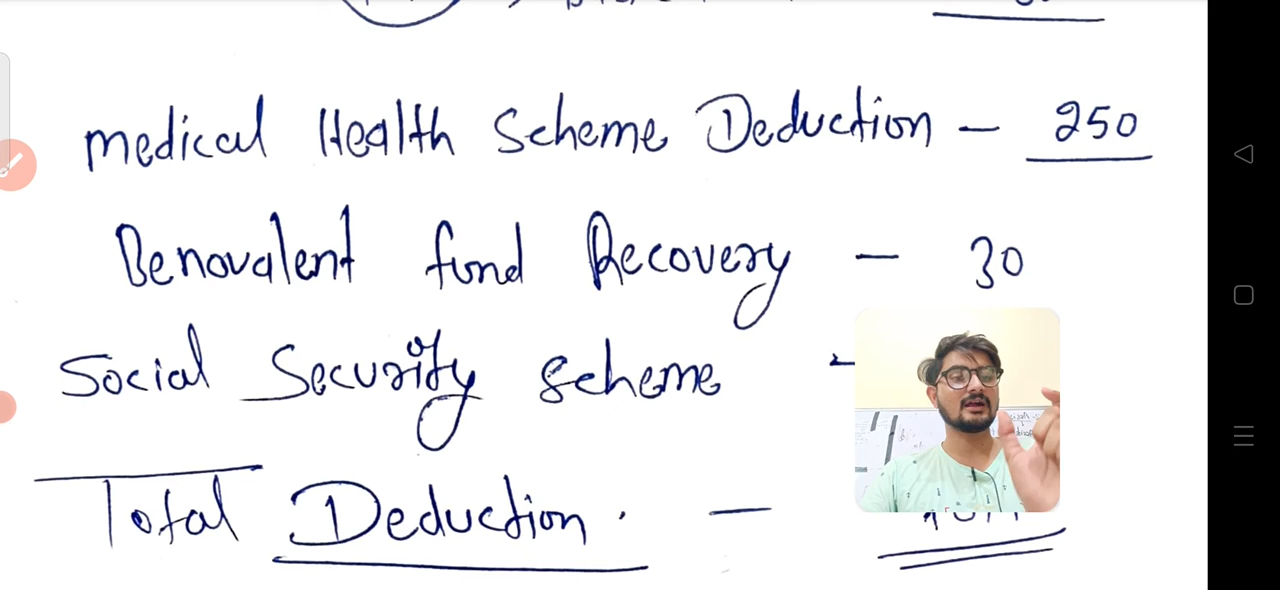 medical Health Scheme Deduction – 250
Benovalent fund Recovery – 30
Social Security scheme –
Total Deduction . –